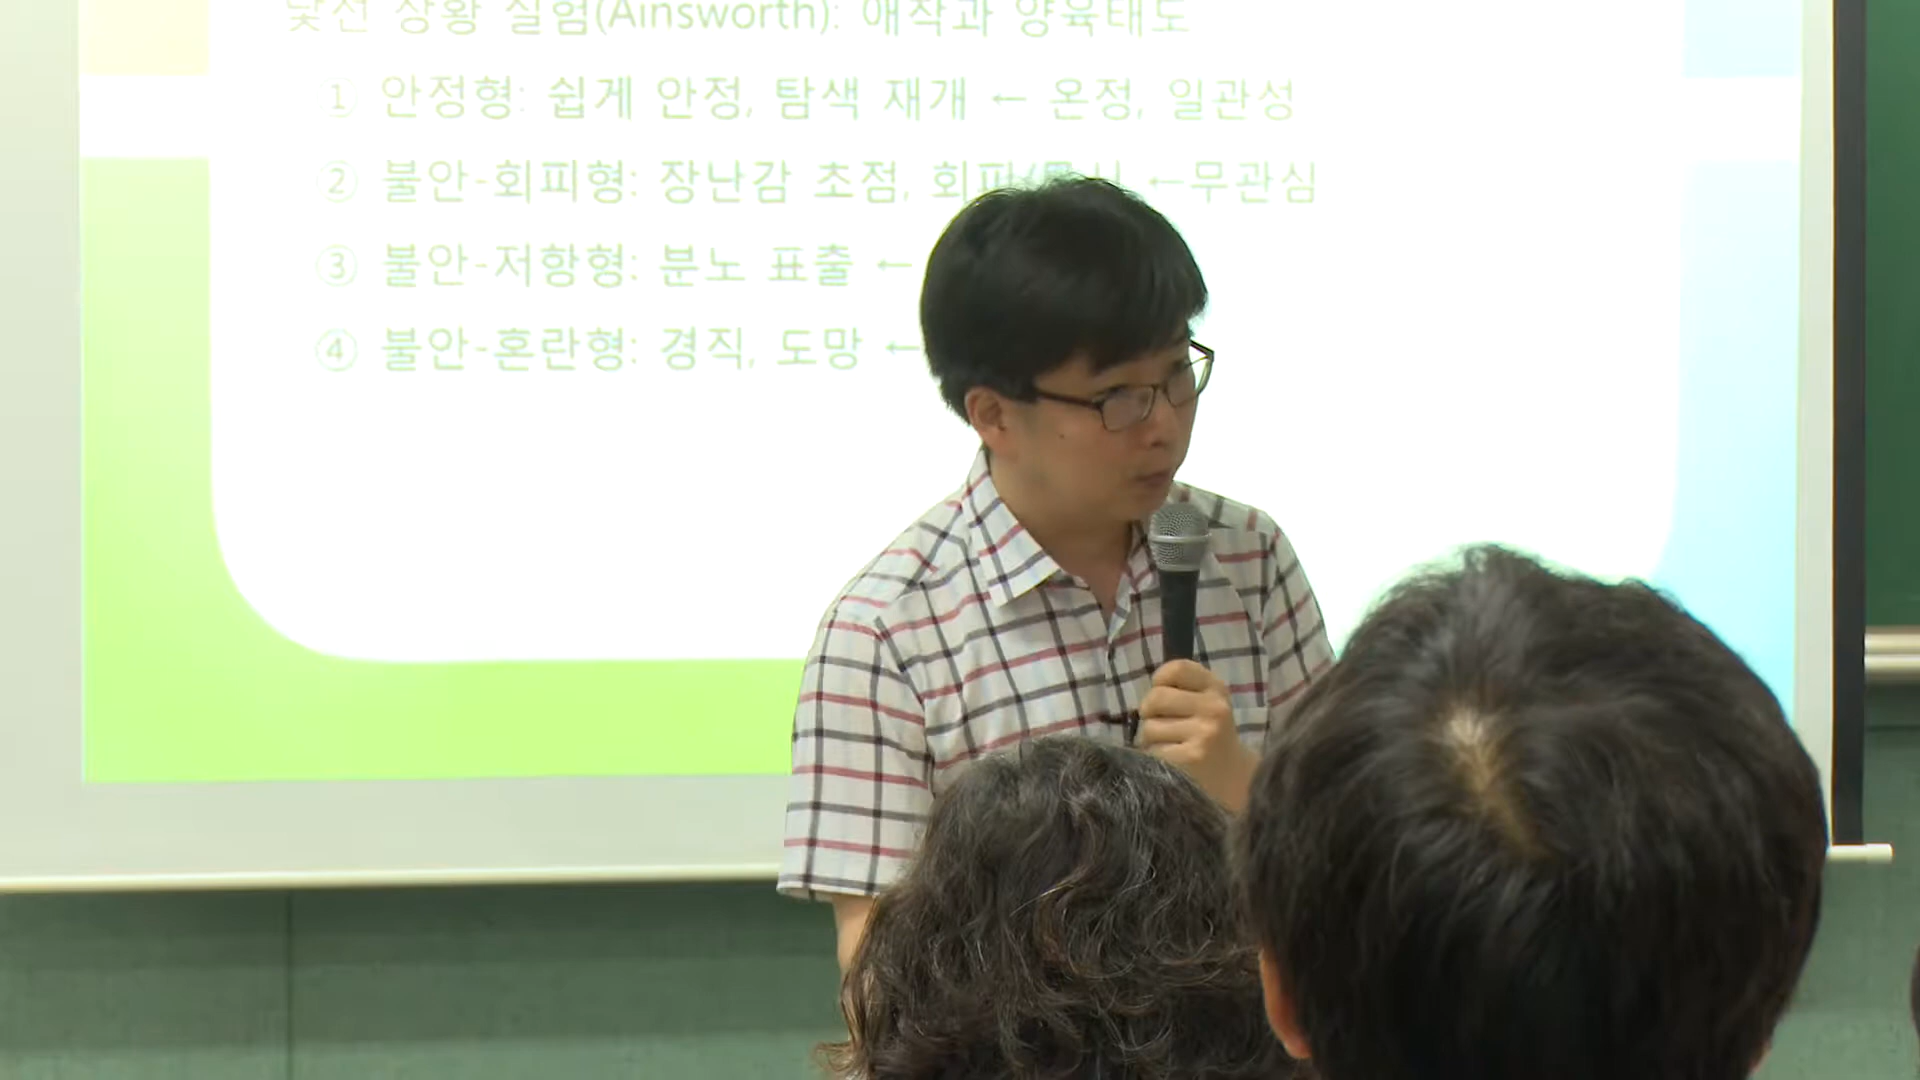 낯선 상황 실험(Ainsworth): 애착과 양육태도
① 안정형: 쉽게 안정, 탐색 재개 ← 온정, 일관성
② 불안-회피형: 장난감 초점, 회피/무시 ←무관심
③ 불안-저항형: 분노 표출 ←
④ 불안-혼란형: 경직, 도망 ←